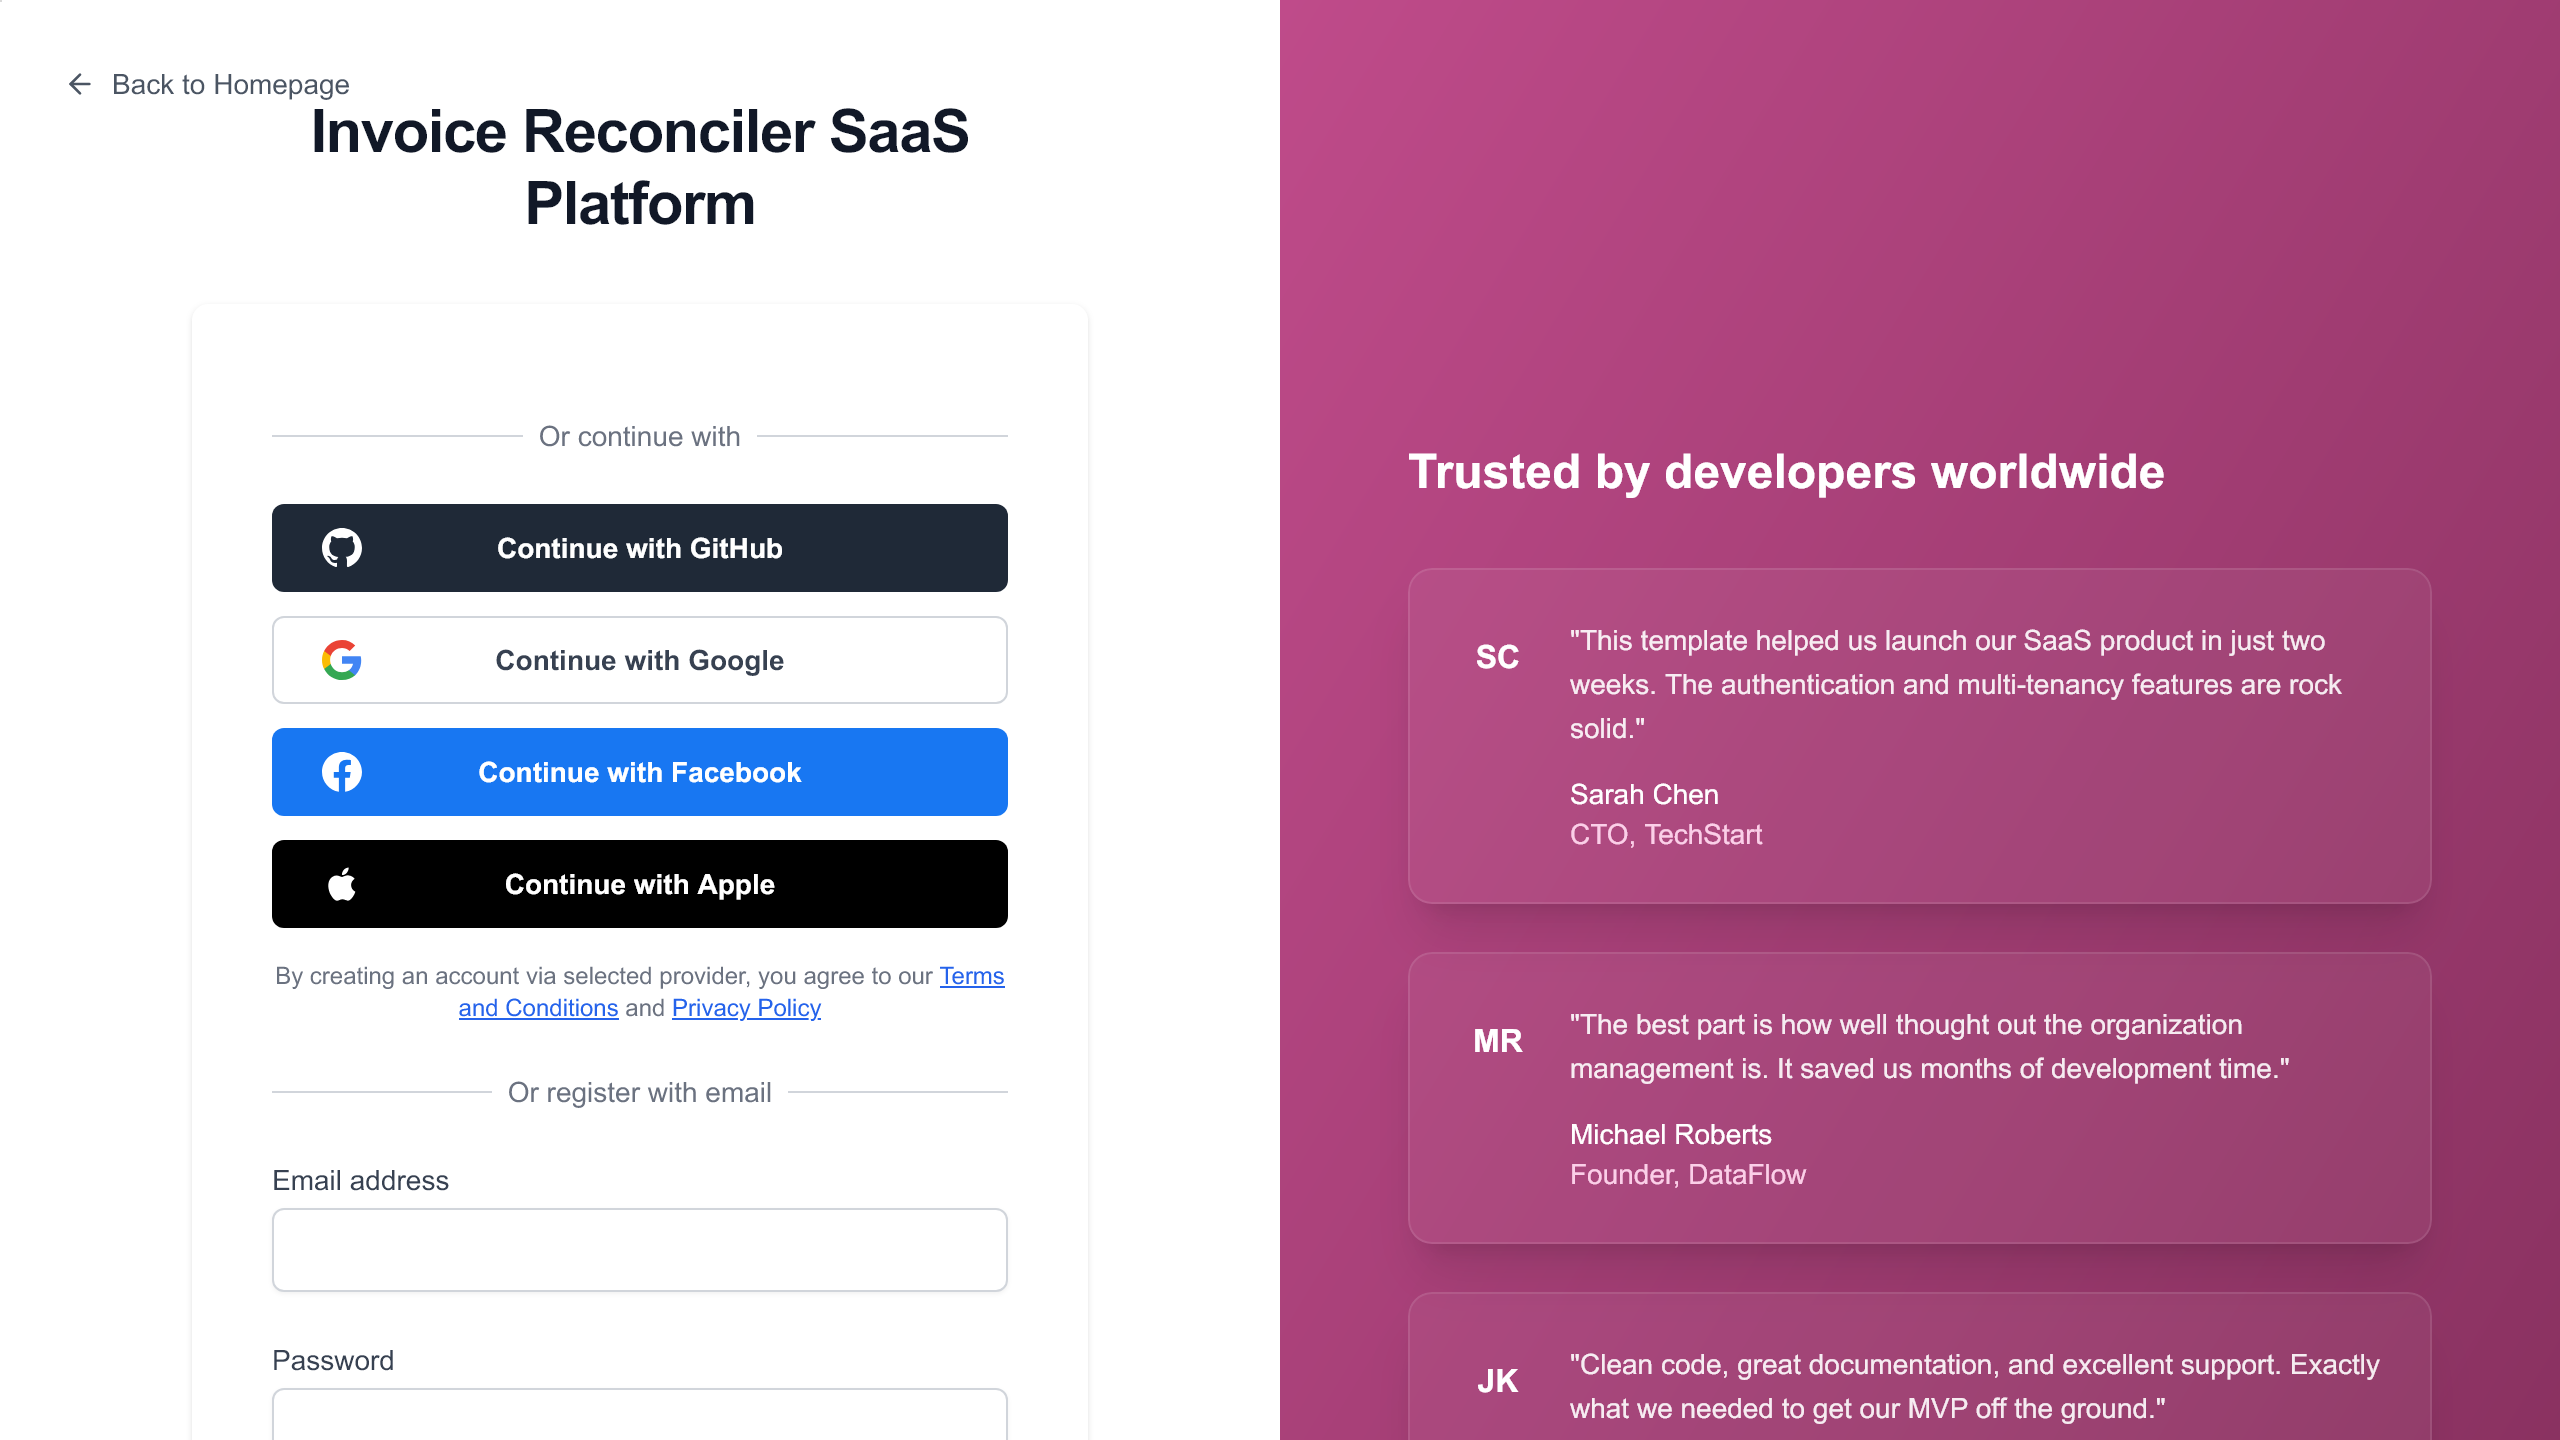 Back to Homepage
Invoice Reconciler SaaS
Platform
Or continue with
Continue with GitHub
Continue with Google
Continue with Facebook
Continue with Apple
By creating an account via selected provider, you agree to our Terms
and Conditions and Privacy Policy
Or register with email
Email address
Password
Trusted by developers worldwide
SC
"This template helped us launch our SaaS product in just two
weeks. The authentication and multi-tenancy features are rock
solid."
Sarah Chen
CTO, TechStart
MR
"The best part is how well thought out the organization
management is. It saved us months of development time."
Michael Roberts
Founder, DataFlow
JK
"Clean code, great documentation, and excellent support. Exactly
what we needed to get our MVP off the ground."